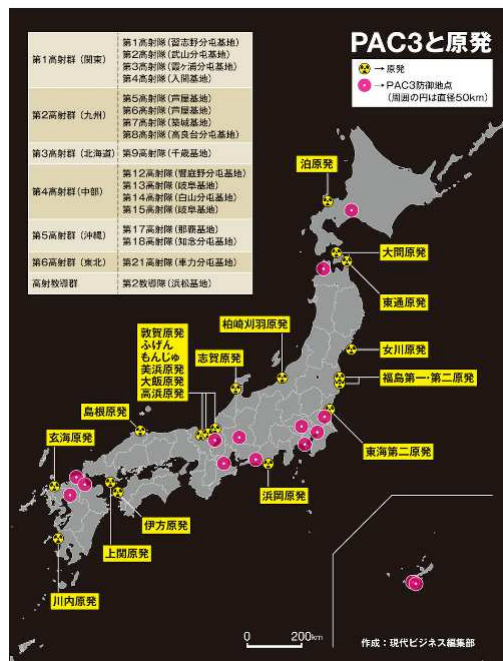 PAC3と原発
→原発
→PAC3防御地点
(周囲の円は直径50km)
第1高射群(関東)
第1高射隊(習志野分屯基地)
第2高射隊(武山分屯基地)
第3高射隊(霞ヶ浦分屯基地)
第4高射隊(入間基地)
第2高射群(九州)
第5高射隊(芦屋基地)
第6高射隊(芦屋基地)
第7高射隊(築城基地)
第8高射隊(高良台分屯基地)
第3高射群(北海道)
第9高射隊(千歳基地)
第4高射群(中部)
第12高射隊(饗庭野分屯基地)
第13高射隊(岐阜基地)
第14高射隊(白山分屯基地)
第15高射隊(岐阜基地)
第5高射群(沖縄)
第17高射隊(那覇基地)
第18高射隊(知念分屯基地)
第6高射群(東北)
第21高射隊(車力分屯基地)
高射教導群
第2教導隊(浜松基地)
泊原発
大間原発
東通原発
女川原発
福島第一・第二原発
東海第二原発
柏崎刈羽原発
志賀原発
敦賀原発
ふげん
もんじゅ
美浜原発
大飯原発
高浜原発
島根原発
玄海原発
浜岡原発
伊方原発
上関原発
川内原発
0 200km
作成：現代ビジネス編集部